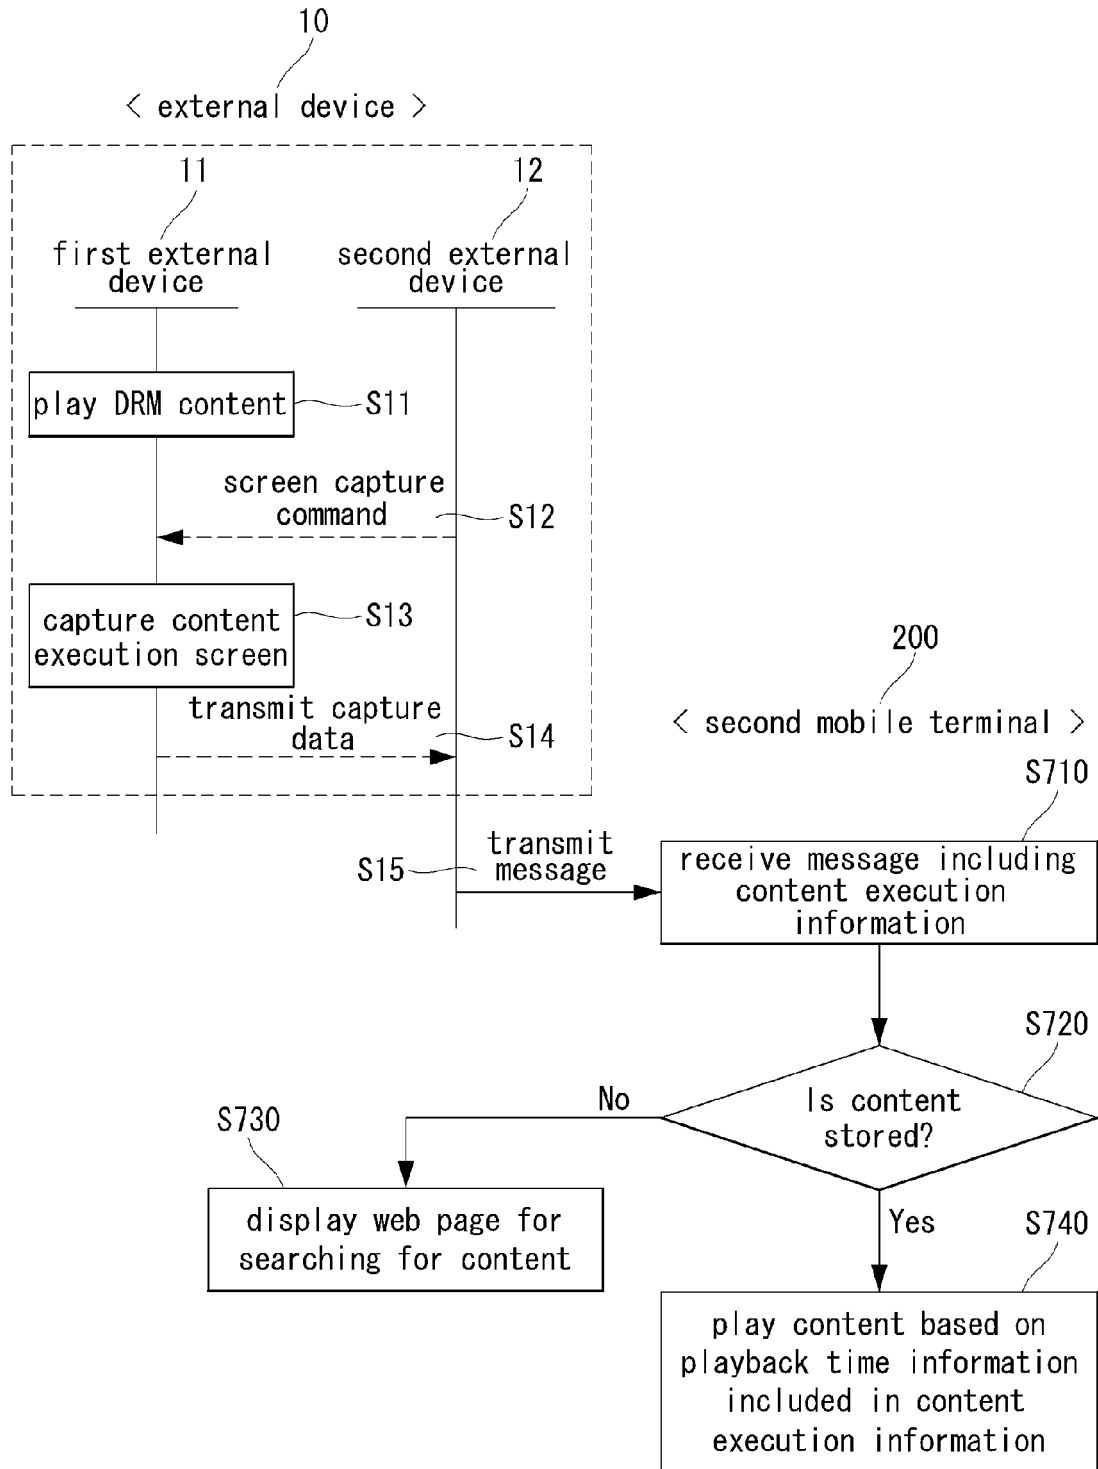 10
< external device >
11
12
first external
device
second external
device
play DRM content
S11
screen capture
command
S12
capture content
execution screen
S13
transmit capture
data
S14
200
< second mobile terminal >
S710
S15
transmit
message
receive message including
content execution
information
S720
Is content
stored?
No
S730
display web page for
searching for content
Yes
S740
play content based on
playback time information
included in content
execution information